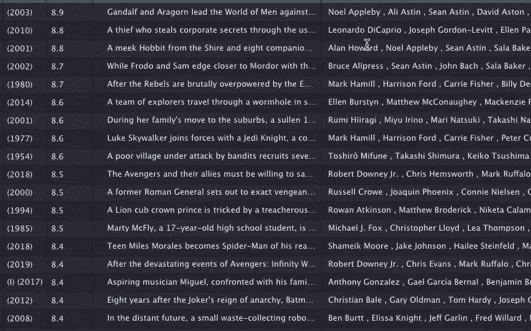 (2003) 8.9 Gandalf and Aragorn lead the World of Men against... Noel Appleby , Ali Astin , Sean Astin , David Aston ,
(2010) 8.8 A thief who steals corporate secrets through the us... Leonardo DiCaprio , Joseph Gordon-Levitt , Ellen Pa
(2001) 8.8 A meek Hobbit from the Shire and eight companio... Alan Howard , Noel Appleby , Sean Astin , Sala Bake
(2002) 8.7 While Frodo and Sam edge closer to Mordor with th... Bruce Allpress , Sean Astin , John Bach , Sala Baker ,
(1980) 8.7 After the Rebels are brutally overpowered by the E... Mark Hamill , Harrison Ford , Carrie Fisher , Billy De
(2014) 8.6 A team of explorers travel through a wormhole in s... Ellen Burstyn , Matthew McConaughey , Mackenzie F
(2001) 8.6 During her family's move to the suburbs, a sullen 1... Rumi Hiiragi , Miyu Irino , Mari Natsuki , Takashi Na
(1977) 8.6 Luke Skywalker joins forces with a Jedi Knight, a co... Mark Hamill , Harrison Ford , Carrie Fisher , Peter C
(1954) 8.6 A poor village under attack by bandits recruits seve... Toshirô Mifune , Takashi Shimura , Keiko Tsushima
(2018) 8.5 The Avengers and their allies must be willing to sa... Robert Downey Jr. , Chris Hemsworth , Mark Ruffalo
(2000) 8.5 A former Roman General sets out to exact vengean... Russell Crowe , Joaquin Phoenix , Connie Nielsen ,
(1994) 8.5 A Lion cub crown prince is tricked by a treacherous... Rowan Atkinson , Matthew Broderick , Niketa Calam
(1985) 8.5 Marty McFly, a 17-year-old high school student, is ... Michael J. Fox , Christopher Lloyd , Lea Thompson ,
(2018) 8.4 Teen Miles Morales becomes Spider-Man of his rea... Shameik Moore , Jake Johnson , Hailee Steinfeld , Ma
(2019) 8.4 After the devastating events of Avengers: Infinity W... Robert Downey Jr. , Chris Evans , Mark Ruffalo , Chri
(I) (2017) 8.4 Aspiring musician Miguel, confronted with his fami... Anthony Gonzalez , Gael García Bernal , Benjamin B
(2012) 8.4 Eight years after the Joker's reign of anarchy, Batm... Christian Bale , Gary Oldman , Tom Hardy , Joseph G
(2008) 8.4 In the distant future, a small waste-collecting robo... Ben Burtt , Elissa Knight , Jeff Garlin , Fred Willard ,